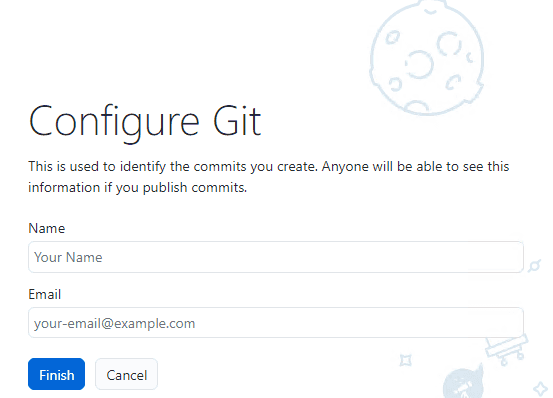 Configure Git
This is used to identify the commits you create. Anyone will be able to see this
information if you publish commits.
Name
Your Name
Email
your-email@example.com
Finish
Cancel